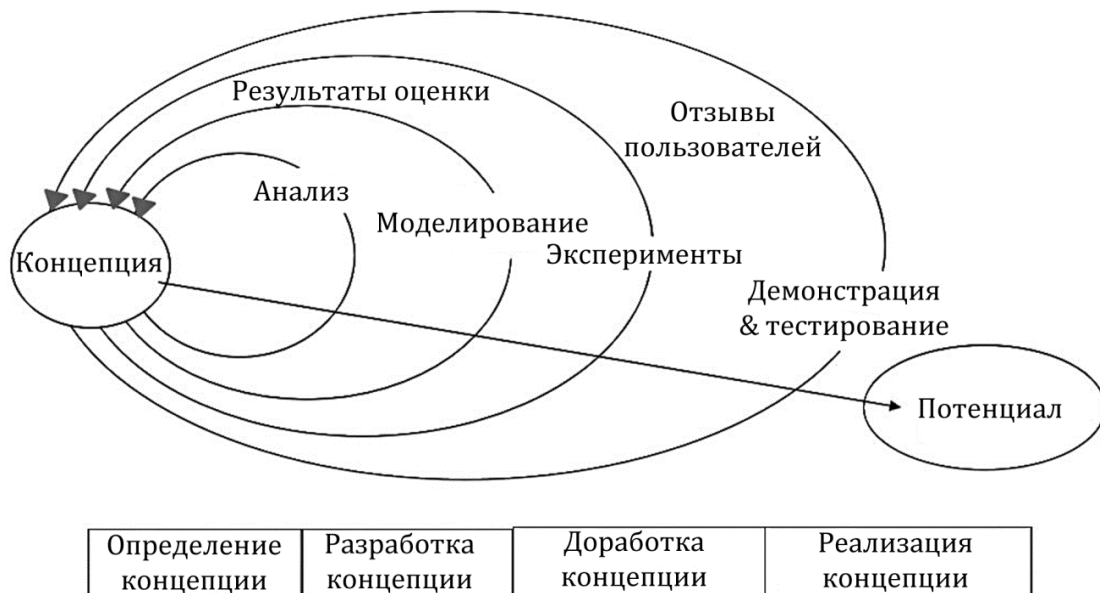 Результаты оценки
Отзывы
пользователей
Анализ
Моделирование
Эксперименты
Концепция
Демонстрация
& тестирование
Потенциал
Определение
концепции
Разработка
концепции
Доработка
концепции
Реализация
концепции